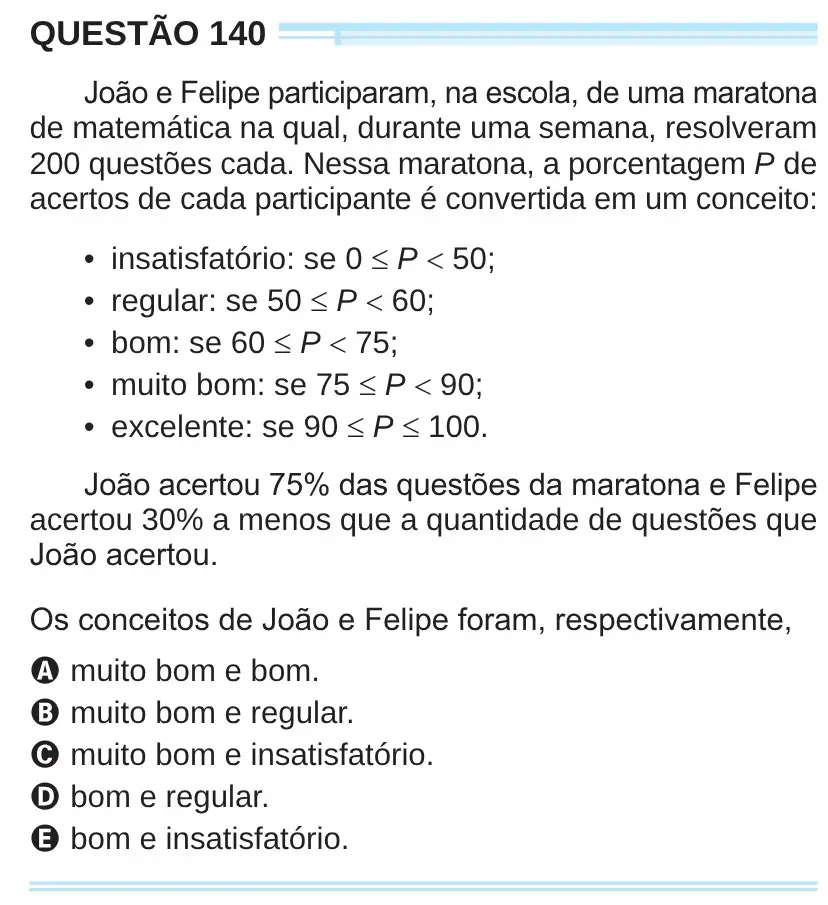 QUESTÃO 140
João e Felipe participaram, na escola, de uma maratona
de matemática na qual, durante uma semana, resolveram
200 questões cada. Nessa maratona, a porcentagem P de
acertos de cada participante é convertida em um conceito:
• insatisfatório: se 0 ≤ P < 50;
• regular: se 50 ≤ P < 60;
• bom: se 60 ≤ P < 75;
• muito bom: se 75 ≤ P < 90;
• excelente: se 90 ≤ P ≤ 100.
João acertou 75% das questões da maratona e Felipe
acertou 30% a menos que a quantidade de questões que
João acertou.
Os conceitos de João e Felipe foram, respectivamente,
A muito bom e bom.
B muito bom e regular.
C muito bom e insatisfatório.
D bom e regular.
E bom e insatisfatório.